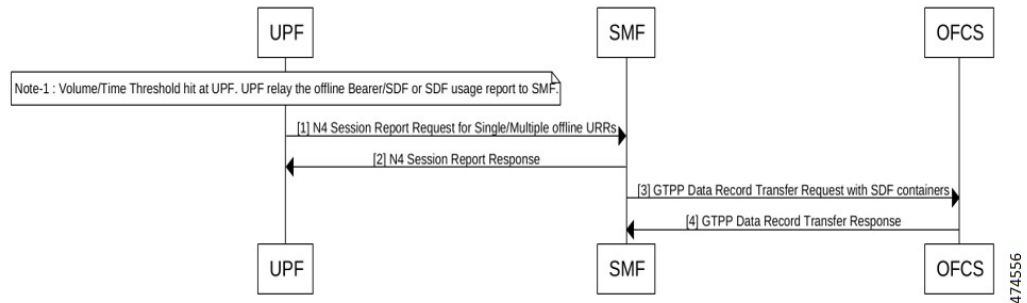 UPF
SMF
OFCS
Note-1 : Volume/Time Threshold hit at UPF. UPF relay the offline Bearer/SDF or SDF usage report to SMF.
[1] N4 Session Report Request for Single/Multiple offline URRs
[2] N4 Session Report Response
[3] GTPP Data Record Transfer Request with SDF containers
[4] GTPP Data Record Transfer Response
UPF
SMF
OFCS
474556